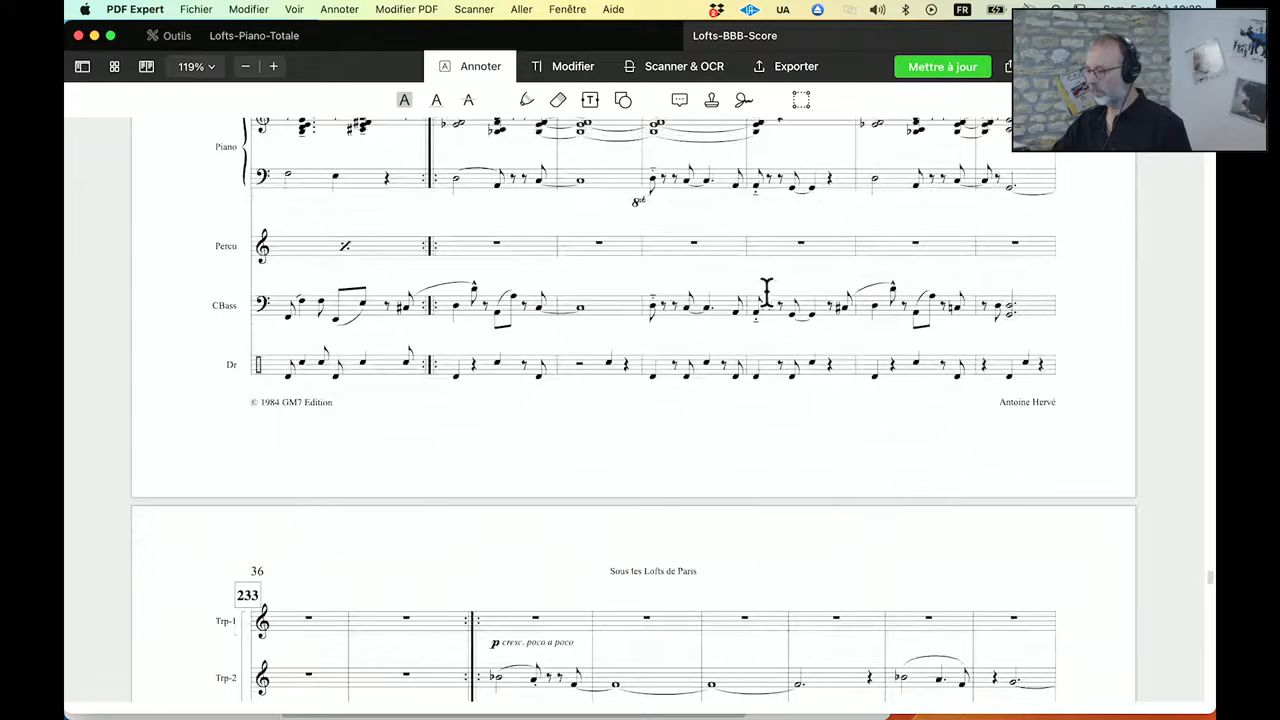 PDF Expert Fichier Modifier Voir Annoter Modifier PDF Scanner Aller Fenêtre Aide
2 UA FR
Outils Lofts-Piano-Totale Lofts-BBB-Score
119% Annoter Modifier Scanner & OCR Exporter Mettre à jour
A A A T
Piano
8
Percu
CBass
Dr
© 1984 GM7 Edition Antoine Hervé
36 Sous les Lofts de Paris
233
Trp-1
p cresc. poco a poco
Trp-2